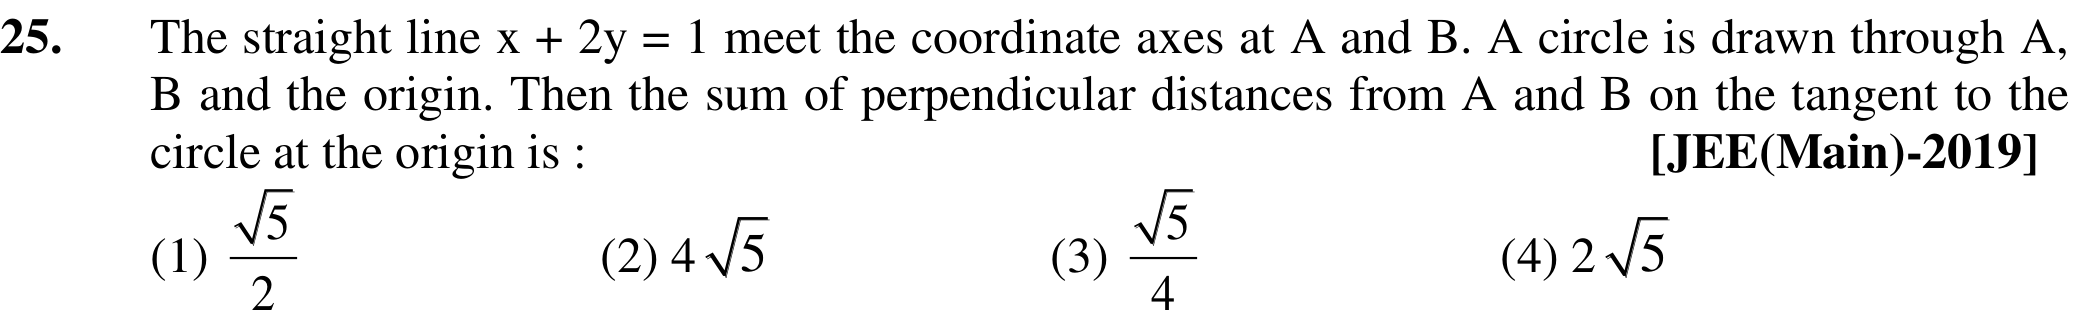 25. The straight line x + 2y = 1 meet the coordinate axes at A and B. A circle is drawn through A,
B and the origin. Then the sum of perpendicular distances from A and B on the tangent to the
circle at the origin is : [JEE(Main)-2019]
(1) √5/2 (2) 4√5 (3) √5/4 (4) 2√5